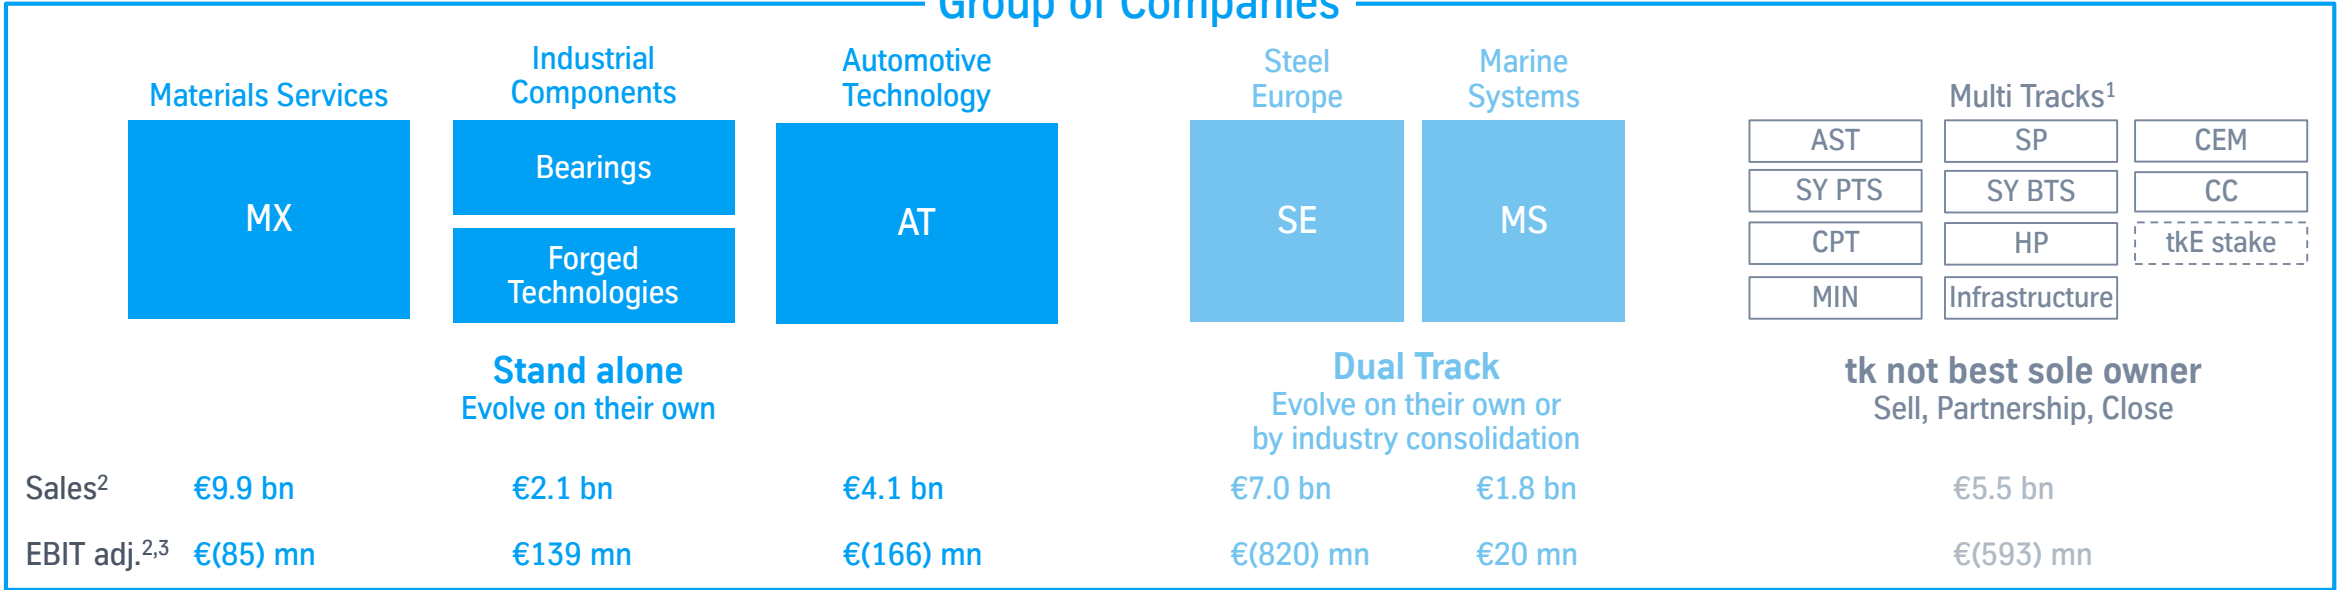 Group of Companies
Materials Services
Industrial
Components
Automotive
Technology
Steel
Europe
Marine
Systems
Multi Tracks¹
MX
Bearings
Forged
Technologies
AT
SE
MS
AST
SP
CEM
SY PTS
SY BTS
CC
CPT
HP
tkE stake
MIN
Infrastructure
Stand alone
Evolve on their own
Dual Track
Evolve on their own or
by industry consolidation
tk not best sole owner
Sell, Partnership, Close
Sales² €9.9 bn €2.1 bn €4.1 bn €7.0 bn €1.8 bn €5.5 bn
EBIT adj.²,³ €(85) mn €139 mn €(166) mn €(820) mn €20 mn €(593) mn